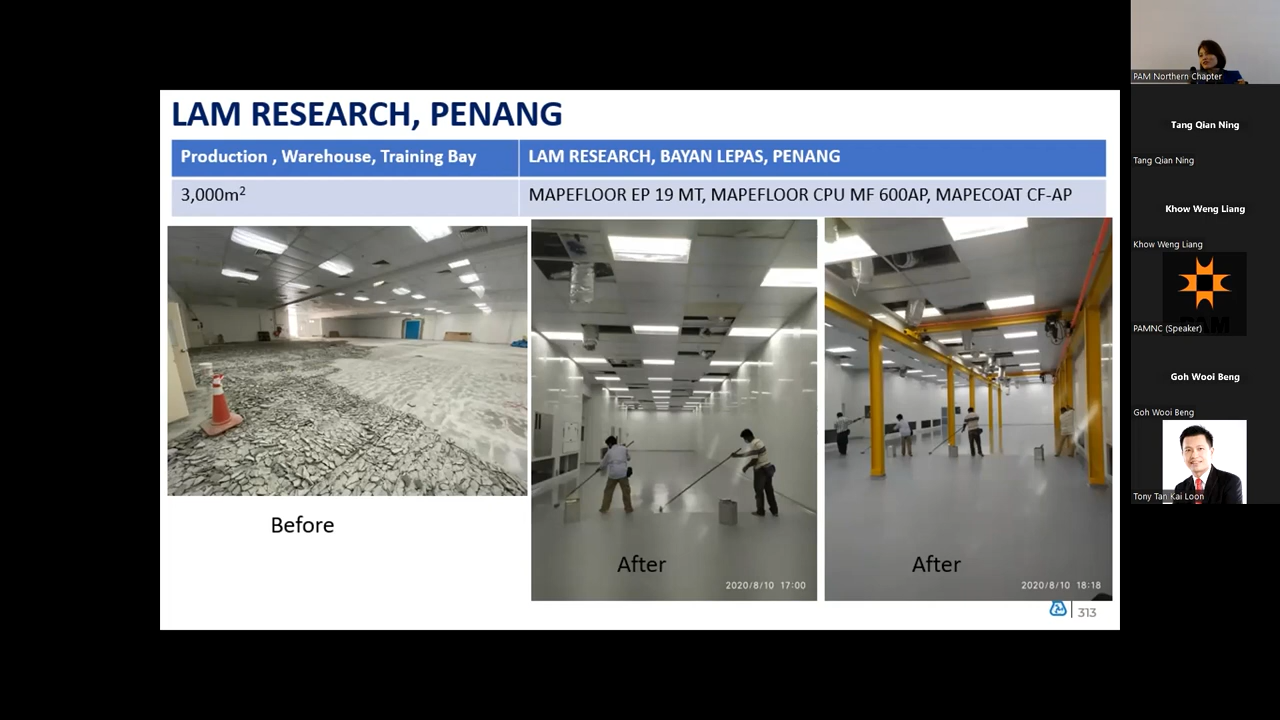 LAM RESEARCH, PENANG
Production , Warehouse, Training Bay
LAM RESEARCH, BAYAN LEPAS, PENANG
3,000m²
MAPEFLOOR EP 19 MT, MAPEFLOOR CPU MF 600AP, MAPECOAT CF-AP
Before
After
2020/8/10 17:00
After
2020/8/10 18:18
313
PAM Northern Chapter
Tang Qian Ning
Tang Qian Ning
Khow Weng Liang
Khow Weng Liang
PAM
PAMNC (Speaker)
Goh Wooi Beng
Goh Wooi Beng
Tony Tan Kai Loon